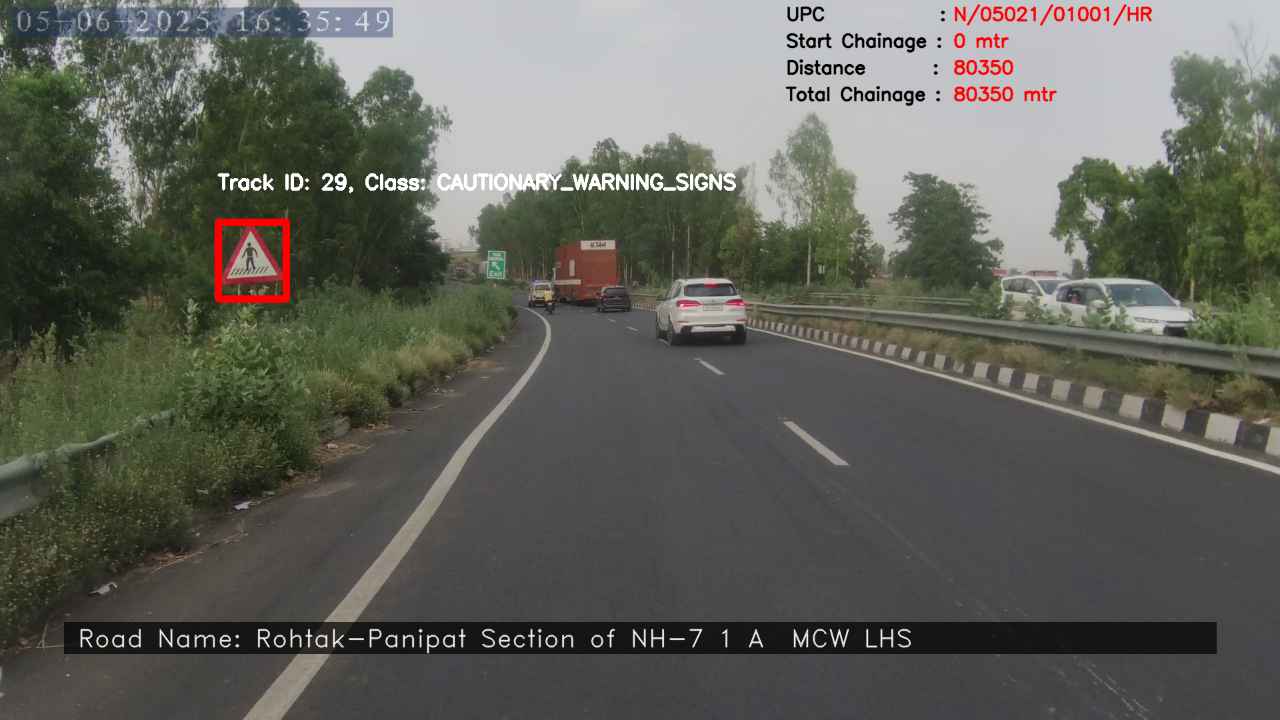 05-06-2025 16:35:49
UPC : N/05021/01001/HR
Start Chainage : 0 mtr
Distance : 80350
Total Chainage : 80350 mtr
Track ID: 29, Class: CAUTIONARY_WARNING_SIGNS
Exit
Road Name: Rohtak-Panipat Section of NH-7 1 A MCW LHS